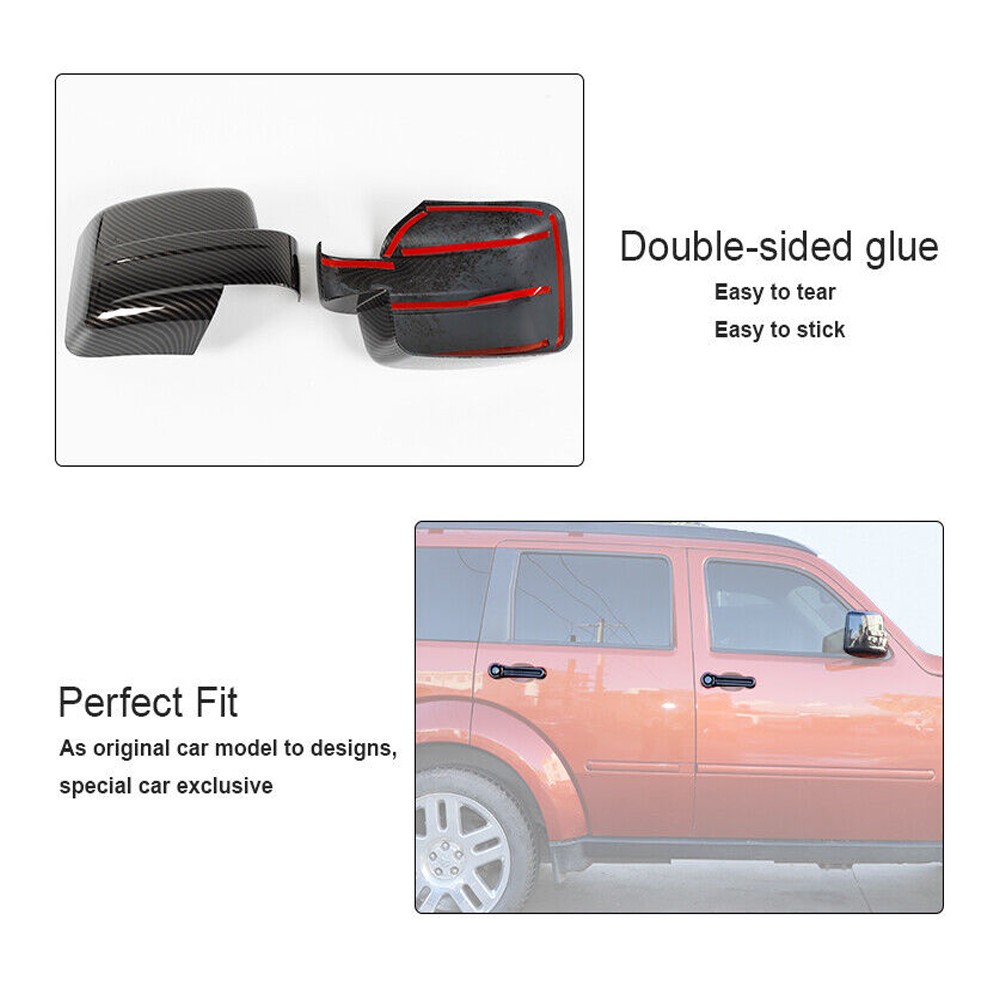 Double-sided glue
Easy to tear
Easy to stick
Perfect Fit
As original car model to designs,
special car exclusive